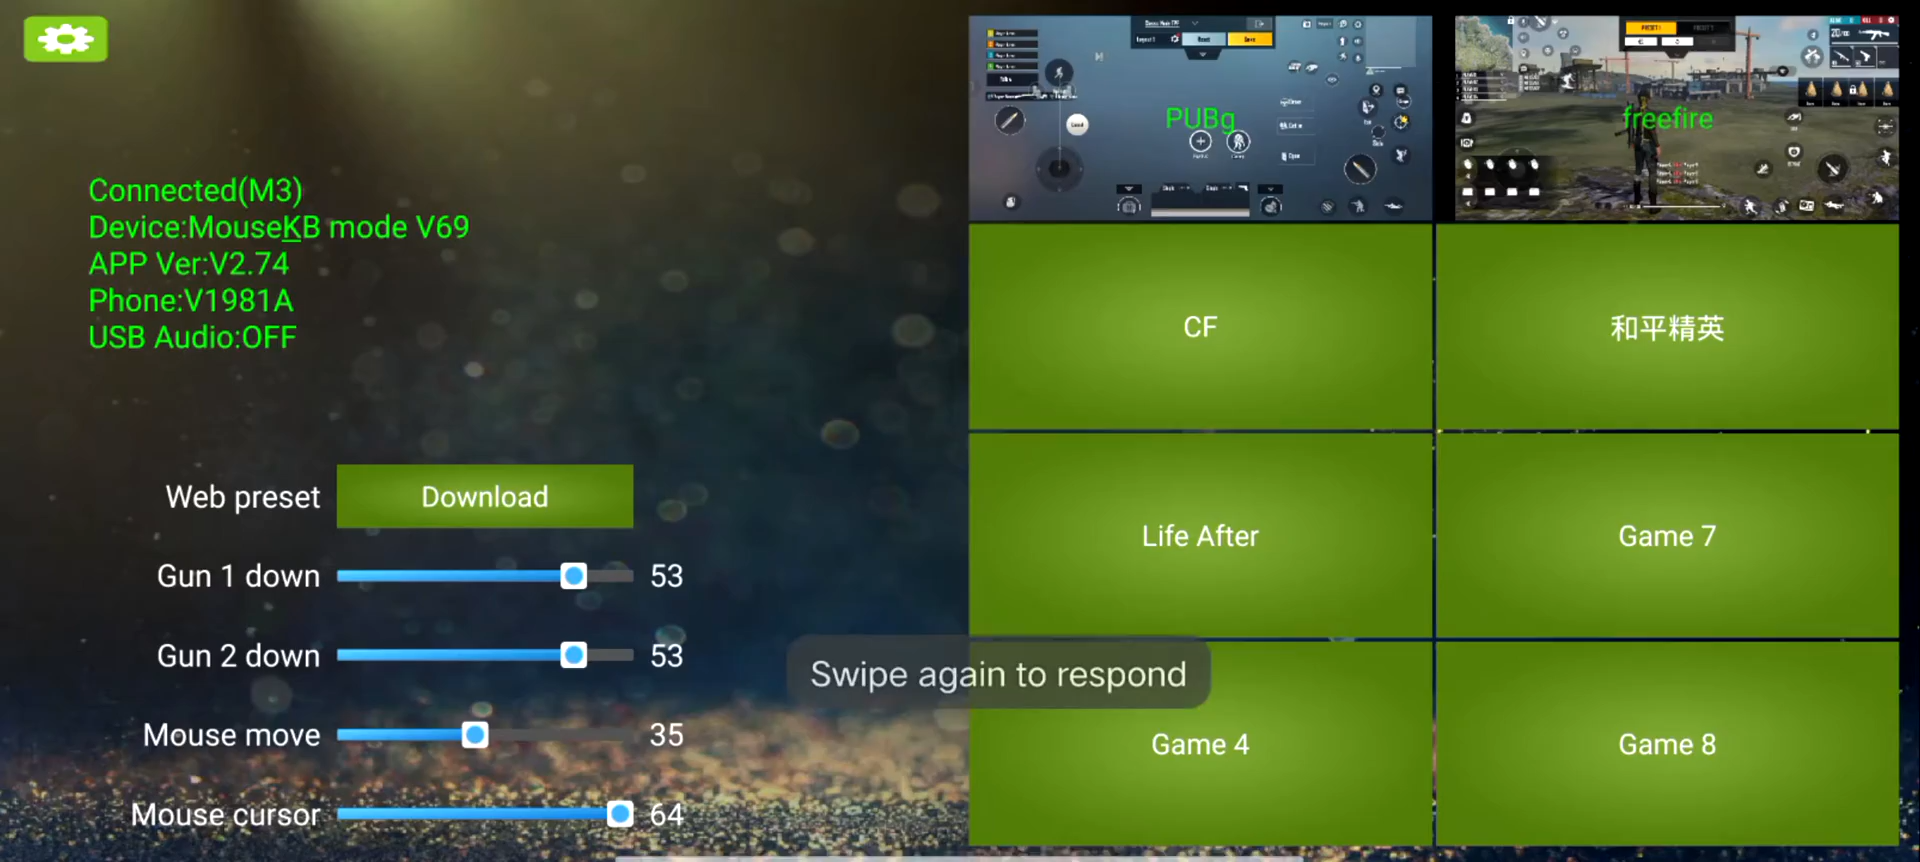 Connected(M3)
Device:MouseKB mode V69
APP Ver:V2.74
Phone:V1981A
USB Audio:OFF
Web preset
Download
Gun 1 down
53
Gun 2 down
53
Mouse move
35
Mouse cursor
64
PUBg
freefire
CF
和平精英
Life After
Game 7
Swipe again to respond
Game 4
Game 8